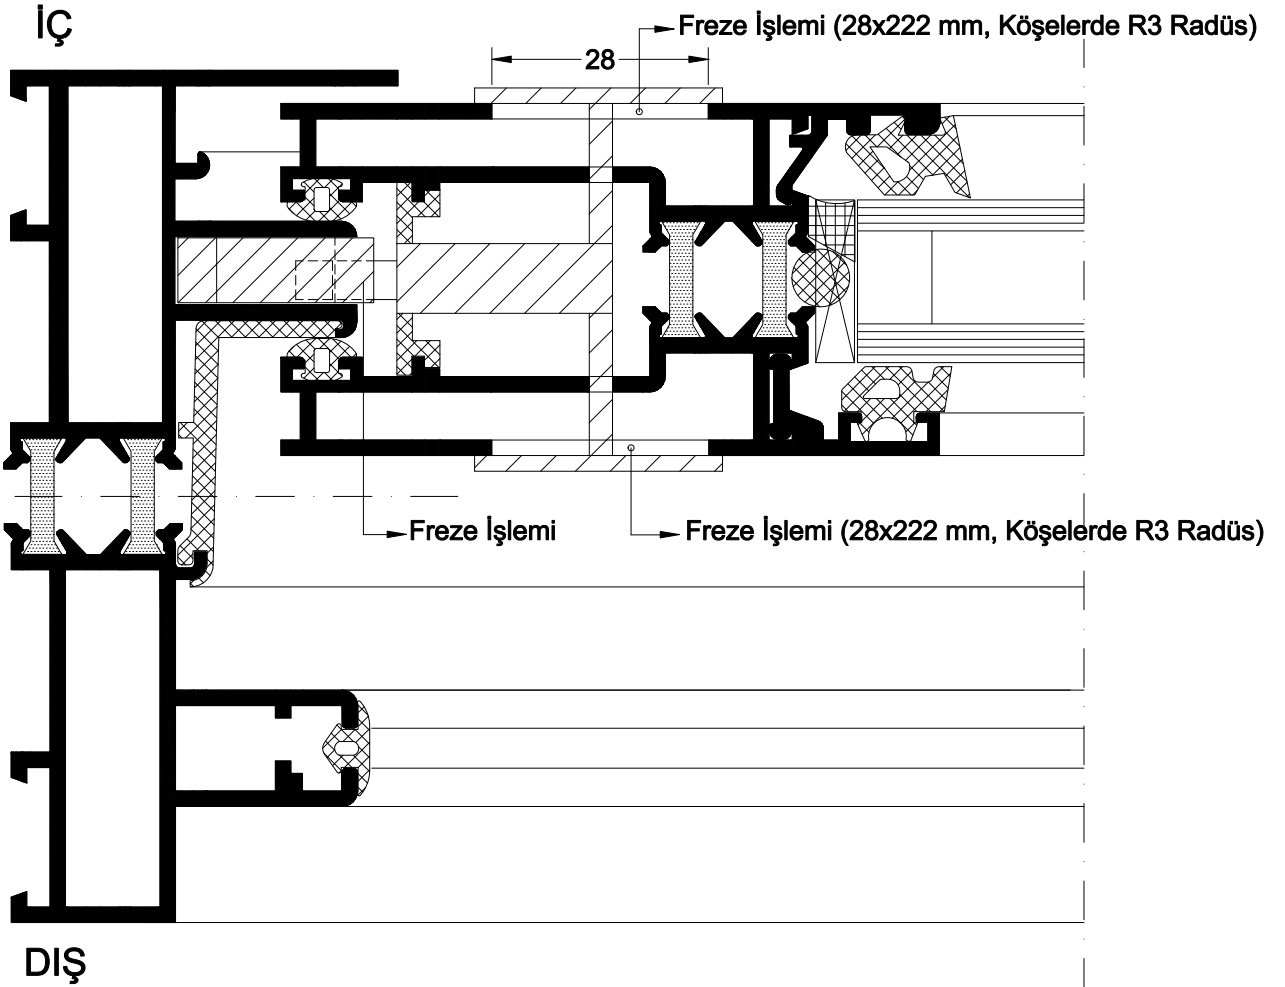 İÇ
Freze İşlemi (28x222 mm, Köşelerde R3 Radüs)
28
Freze İşlemi
Freze İşlemi (28x222 mm, Köşelerde R3 Radüs)
DIŞ